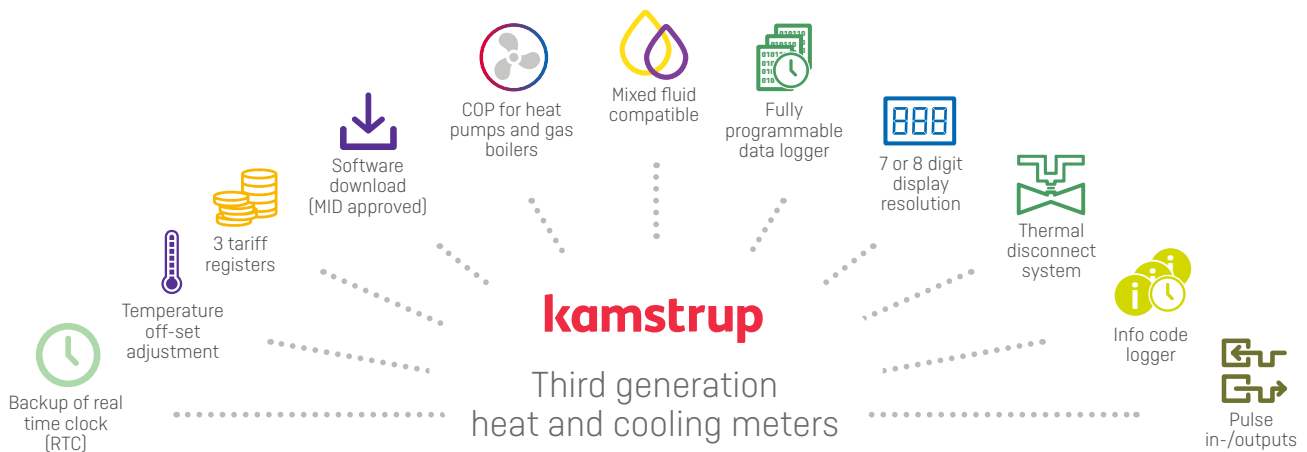 COP for heat
pumps and gas
boilers
Mixed fluid
compatible
Fully
programmable
data logger
Software
download
(MID approved)
888
7 or 8 digit
display
resolution
3 tariff
registers
Thermal
disconnect
system
Temperature
off-set
adjustment
Info code
logger
Backup of real
time clock
(RTC)
Pulse
in-/outputs
kamstrup
Third generation
heat and cooling meters